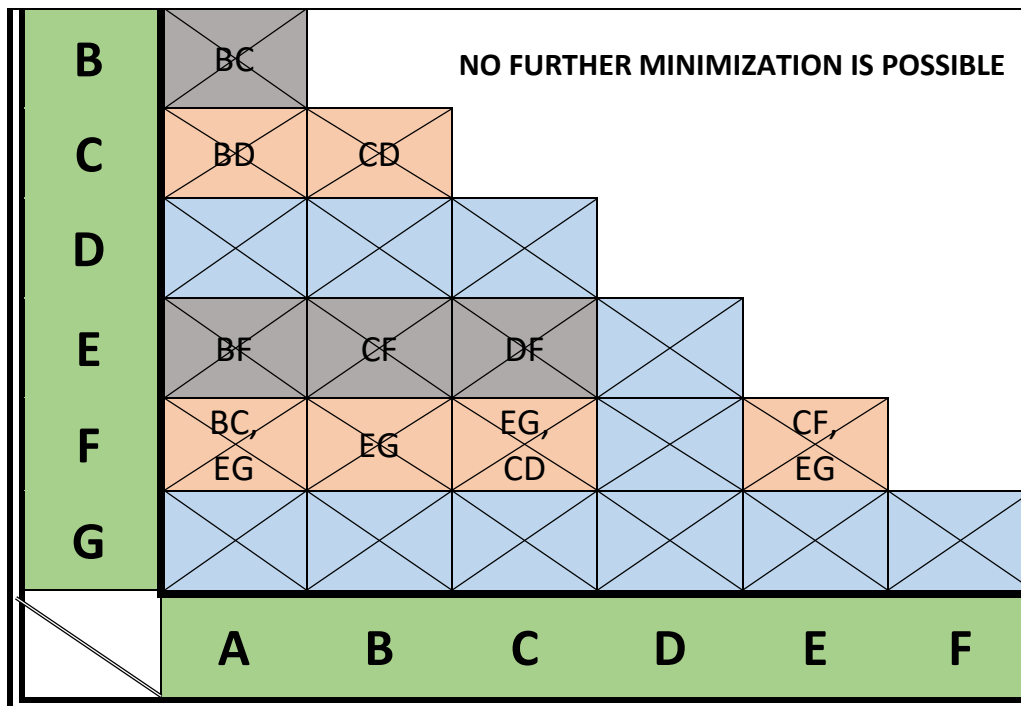 B BC NO FURTHER MINIMIZATION IS POSSIBLE
C BD CD
D
E BF CF DF
F BC, EG EG, CF,
EG CD EG
G
A B C D E F